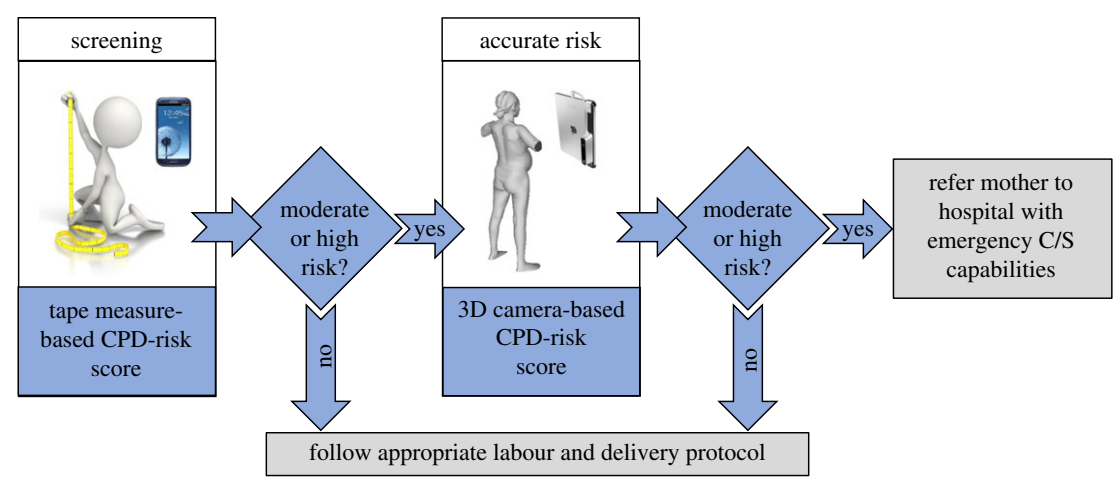 screening
accurate risk
12:45
moderate
or high
risk?
yes
moderate
or high
risk?
yes
refer mother to
hospital with
emergency C/S
capabilities
tape measure-
based CPD-risk
score
3D camera-based
CPD-risk
score
no
no
follow appropriate labour and delivery protocol